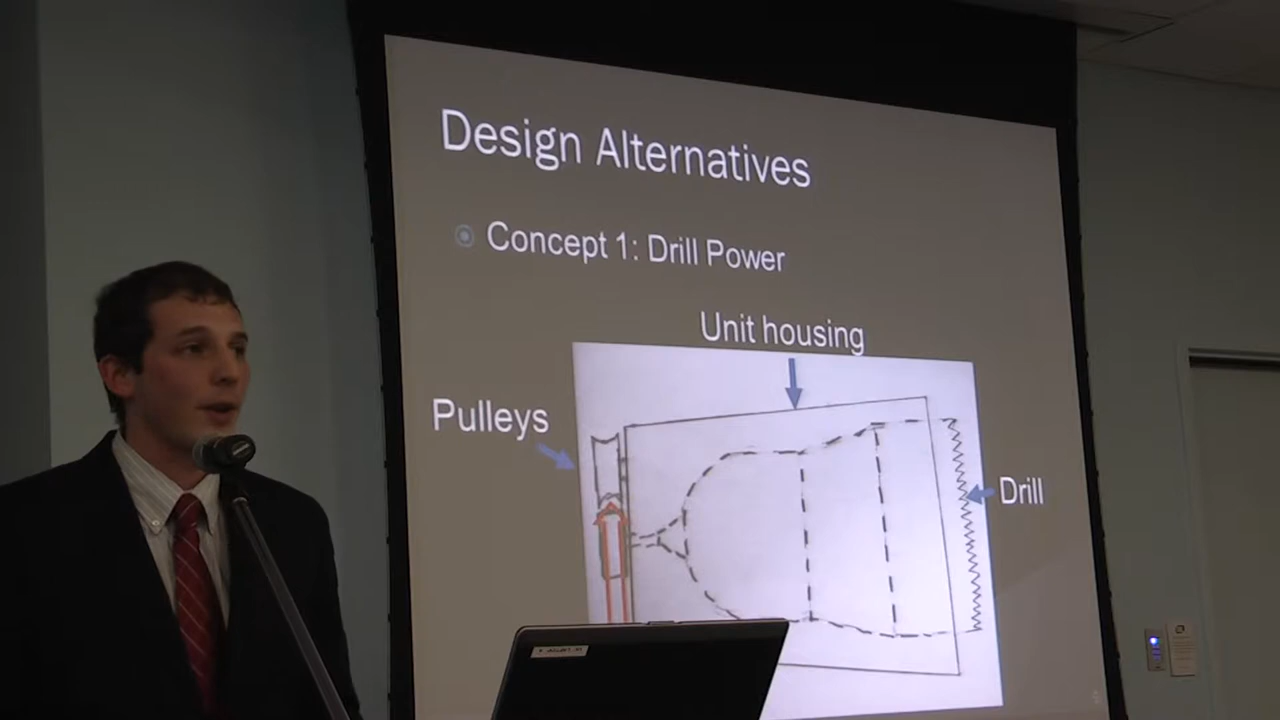 Design Alternatives
Concept 1: Drill Power
Unit housing
Pulleys
Drill